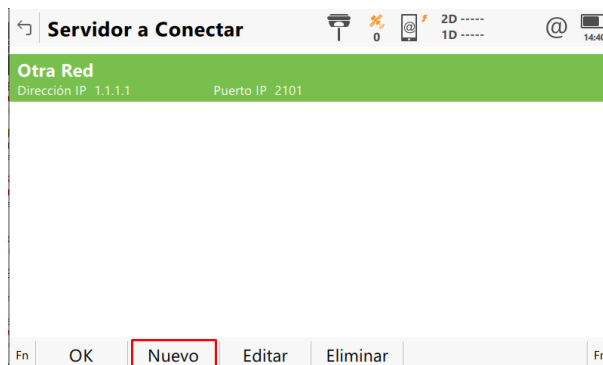 Servidor a Conectar
0
@
2D -----
1D -----
@
14:40
Otra Red
Dirección IP 1.1.1.1 Puerto IP 2101
Fn OK Nuevo Editar Eliminar